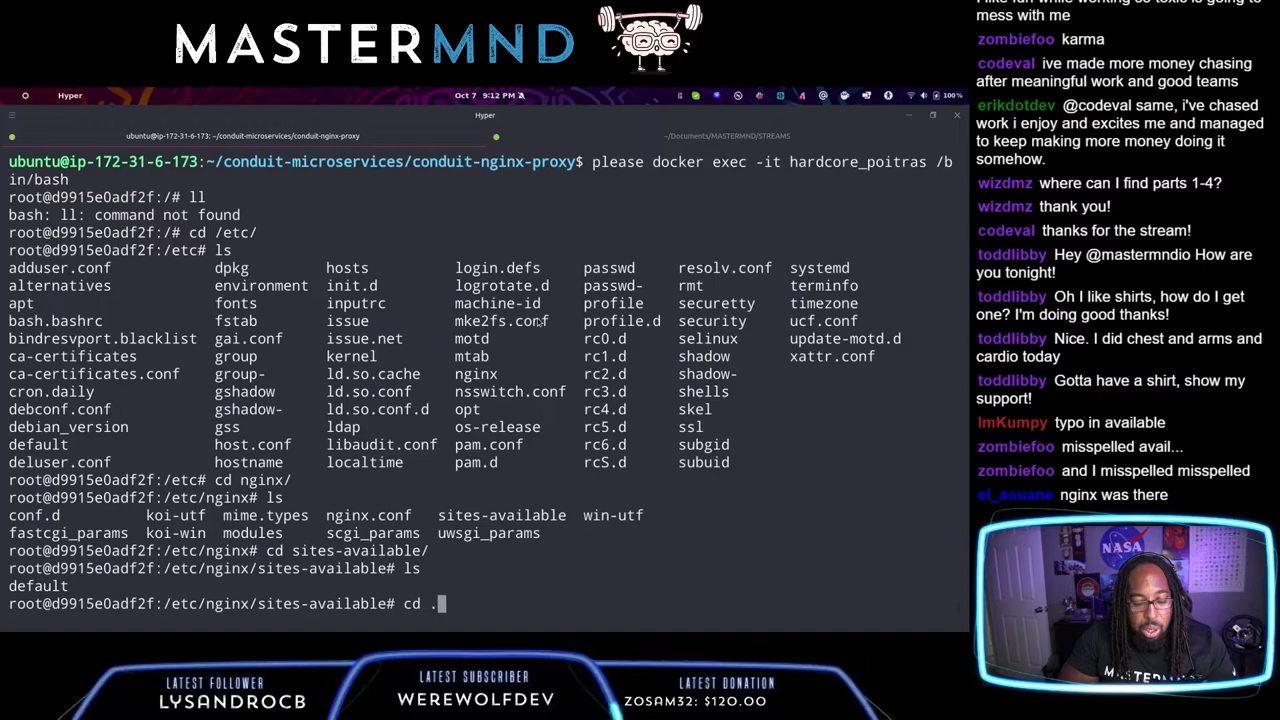 MASTERMND
Hyper
Oct 7 9:12 PM
100%
Hyper
ubuntu@ip-172-31-6-173: ~/conduit-microservices/conduit-nginx-proxy
~/Documents/MASTERMND/STREAMS
ubuntu@ip-172-31-6-173:~/conduit-microservices/conduit-nginx-proxy$ please docker exec -it hardcore_poitras /b
in/bash
root@d9915e0adf2f:/# ll
bash: ll: command not found
root@d9915e0adf2f:/# cd /etc/
root@d9915e0adf2f:/etc# ls
adduser.conf dpkg hosts login.defs passwd resolv.conf systemd
alternatives environment init.d logrotate.d passwd- rmt terminfo
apt fonts inputrc machine-id profile securetty timezone
bash.bashrc fstab issue mke2fs.conf profile.d security ucf.conf
bindresvport.blacklist gai.conf issue.net motd rc0.d selinux update-motd.d
ca-certificates group kernel mtab rc1.d shadow xattr.conf
ca-certificates.conf group- ld.so.cache nginx rc2.d shadow-
cron.daily gshadow ld.so.conf nsswitch.conf rc3.d shells
debconf.conf gshadow- ld.so.conf.d opt rc4.d skel
debian_version gss ldap os-release rc5.d ssl
default host.conf libaudit.conf pam.conf rc6.d subgid
deluser.conf hostname localtime pam.d rcS.d subuid
root@d9915e0adf2f:/etc# cd nginx/
root@d9915e0adf2f:/etc/nginx# ls
conf.d koi-utf mime.types nginx.conf sites-available win-utf
fastcgi_params koi-win modules scgi_params uwsgi_params
root@d9915e0adf2f:/etc/nginx# cd sites-available/
root@d9915e0adf2f:/etc/nginx/sites-available# ls
default
root@d9915e0adf2f:/etc/nginx/sites-available# cd .
mess with me
zombiefoo karma
codeval ive made more money chasing
after meaningful work and good teams
erikdotdev @codeval same, i've chased
work i enjoy and excites me and managed
to keep making more money doing it
somehow.
wizdmz where can I find parts 1-4?
wizdmz thank you!
codeval thanks for the stream!
toddlibby Hey @mastermndio How are
you tonight!
toddlibby Oh I like shirts, how do I get
one? I'm doing good thanks!
toddlibby Nice. I did chest and arms and
cardio today
toddlibby Gotta have a shirt, show my
support!
ImKumpy typo in available
zombiefoo misspelled avail...
zombiefoo and I misspelled misspelled
el_aouane nginx was there
NASA
MASTERMN
LATEST FOLLOWER
LYSANDROCB
LATEST SUBSCRIBER
WEREWOLFDEV
LATEST DONATION
ZOSAM32: $120.00